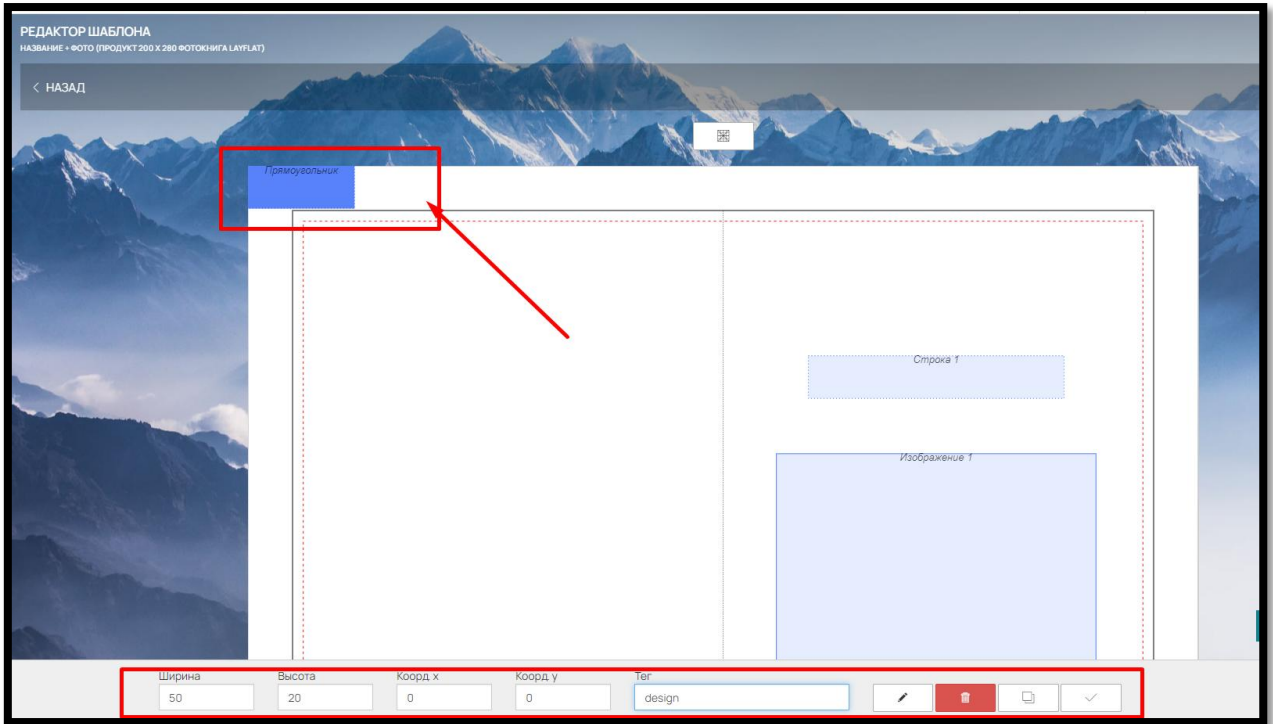 РЕДАКТОР ШАБЛОНА
НАЗВАНИЕ + ФОТО (ПРОДУКТ 200 X 280 ФОТОКНИГА LAYFLAT)
< НАЗАД
Прямоугольник
Строка 1
Изображение 1
Ширина Высота Коорд. x Коорд. y Тег
50 20 0 0 design